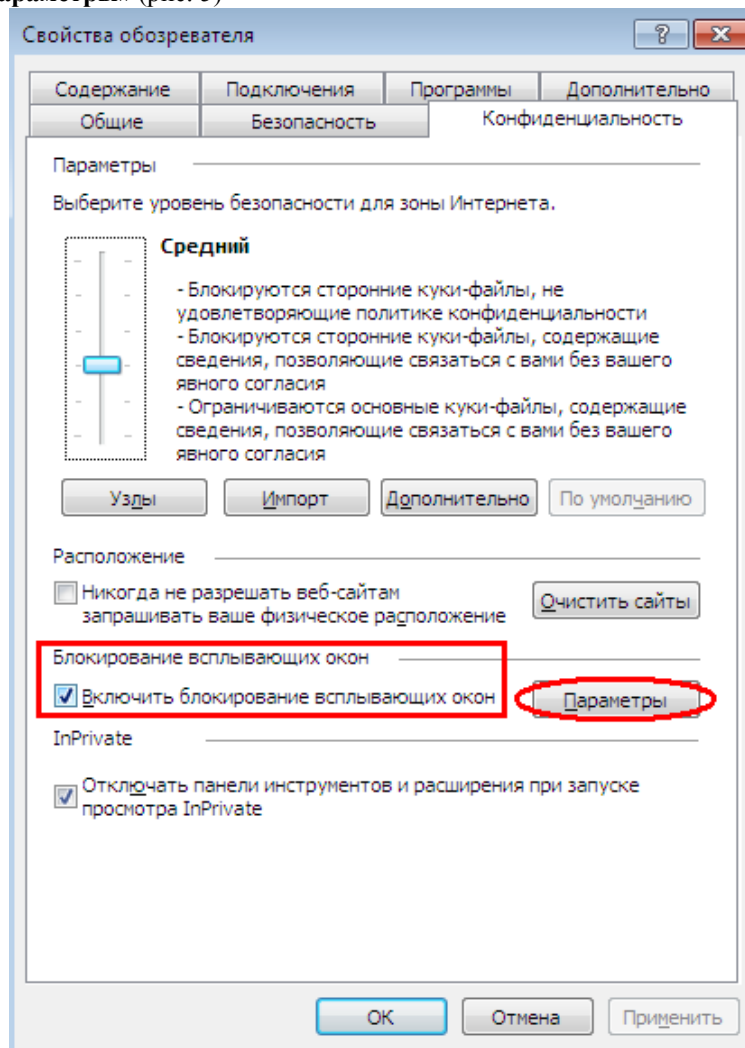 араметры» (рис. 3)
Свойства обозревателя
Содержание Подключения Программы Дополнительно
Общие Безопасность Конфиденциальность
Параметры
Выберите уровень безопасности для зоны Интернета.
Средний
- Блокируются сторонние куки-файлы, не
удовлетворяющие политике конфиденциальности
- Блокируются сторонние куки-файлы, содержащие
сведения, позволяющие связаться с вами без вашего
явного согласия
- Ограничиваются основные куки-файлы, содержащие
сведения, позволяющие связаться с вами без вашего
явного согласия
Узлы Импорт Дополнительно По умолчанию
Расположение
Никогда не разрешать веб-сайтам
запрашивать ваше физическое расположение
Очистить сайты
Блокирование всплывающих окон
Включить блокирование всплывающих окон Параметры
InPrivate
Отключать панели инструментов и расширения при запуске
просмотра InPrivate
ОК Отмена Применить